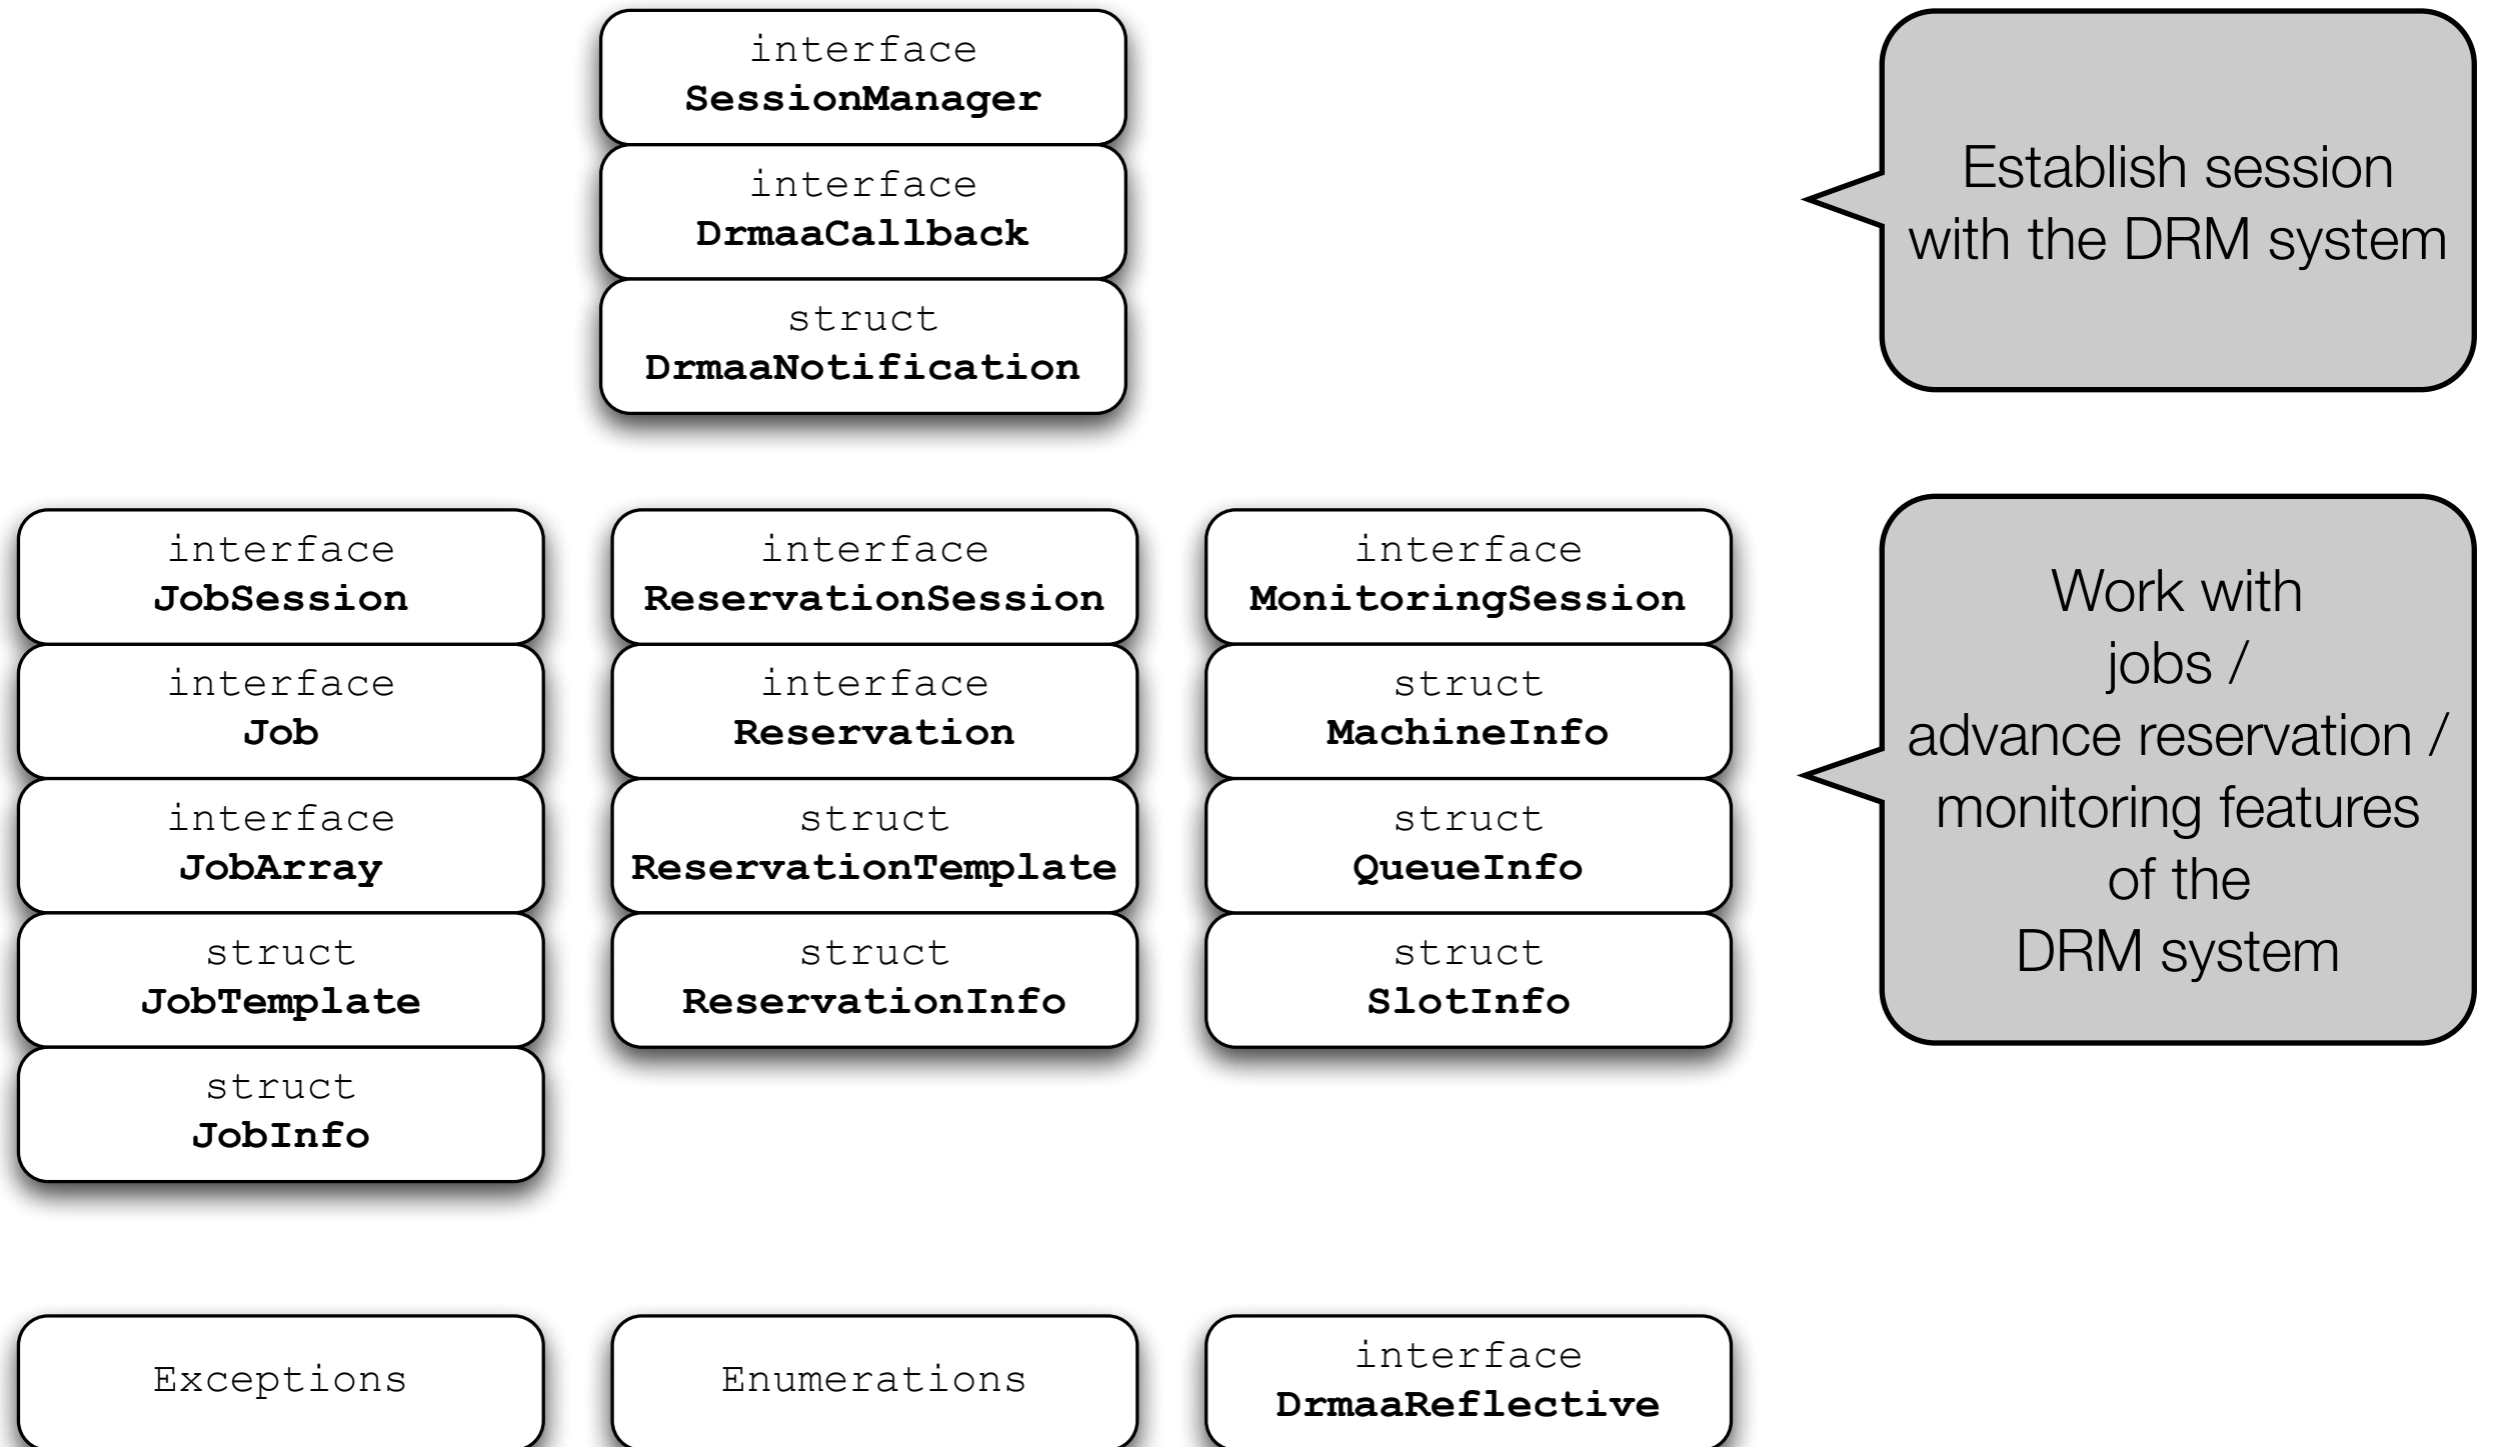 interface
SessionManager
interface
DrmaaCallback
struct
DrmaaNotification
Establish session
with the DRM system
interface
JobSession
interface
Job
interface
JobArray
struct
JobTemplate
struct
JobInfo
interface
ReservationSession
interface
Reservation
struct
ReservationTemplate
struct
ReservationInfo
interface
MonitoringSession
struct
MachineInfo
struct
QueueInfo
struct
SlotInfo
Work with
jobs /
advance reservation /
monitoring features
of the
DRM system
Exceptions
Enumerations
interface
DrmaaReflective